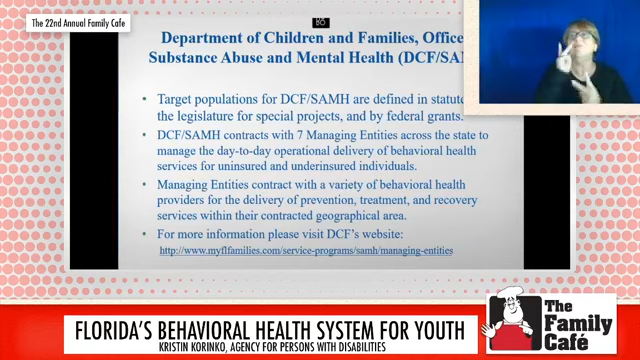 The 22nd Annual Family Cafe
Department of Children and Families, Office
Substance Abuse and Mental Health (DCF/SAM
• Target populations for DCF/SAMH are defined in statute
the legislature for special projects, and by federal grants.
• DCF/SAMH contracts with 7 Managing Entities across the state to
manage the day-to-day operational delivery of behavioral health
services for uninsured and underinsured individuals.
• Managing Entities contract with a variety of behavioral health
providers for the delivery of prevention, treatment, and recovery
services within their contracted geographical area.
• For more information please visit DCF's website:
http://www.myflfamilies.com/service-programs/samh/managing-entities
FLORIDA'S BEHAVIORAL HEALTH SYSTEM FOR YOUTH
KRISTIN KORINKO, AGENCY FOR PERSONS WITH DISABILITIES
The
Family
Café